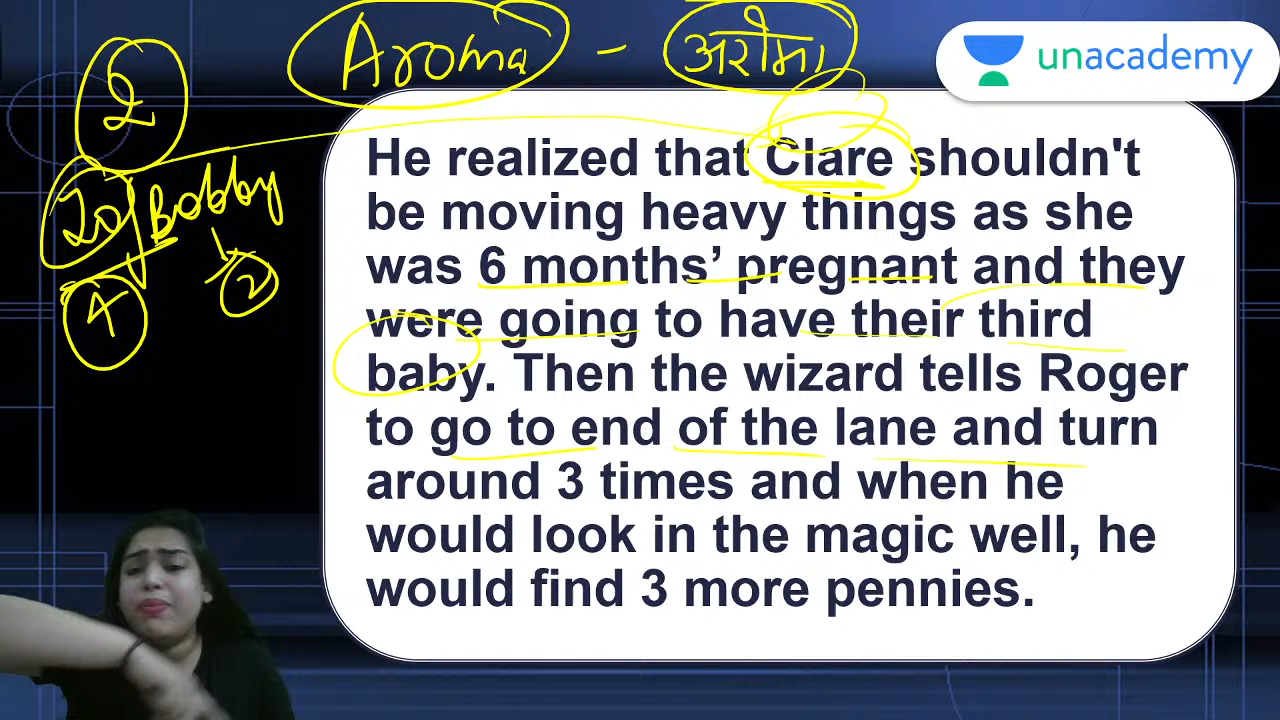 Aroma - अरोमा
unacademy
2
Jo Bobby
4 2
He realized that Clare shouldn't
be moving heavy things as she
was 6 months' pregnant and they
were going to have their third
baby. Then the wizard tells Roger
to go to end of the lane and turn
around 3 times and when he
would look in the magic well, he
would find 3 more pennies.